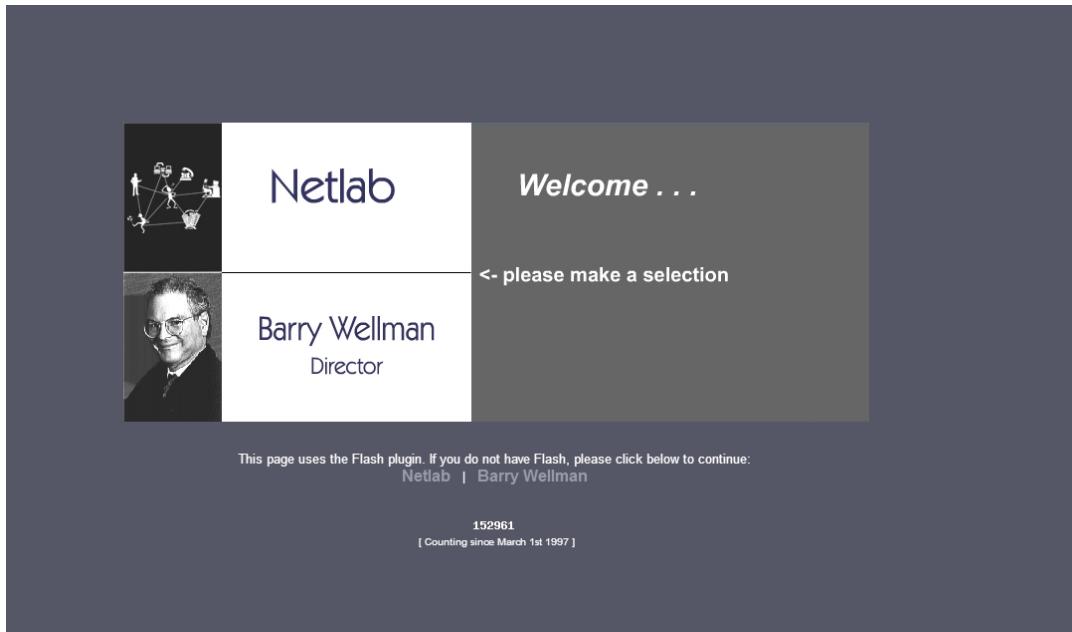 Netlab
Welcome . . .
<- please make a selection
Barry Wellman
Director
This page uses the Flash plugin. If you do not have Flash, please click below to continue:
Netlab | Barry Wellman
152961
[ Counting since March 1st 1997 ]